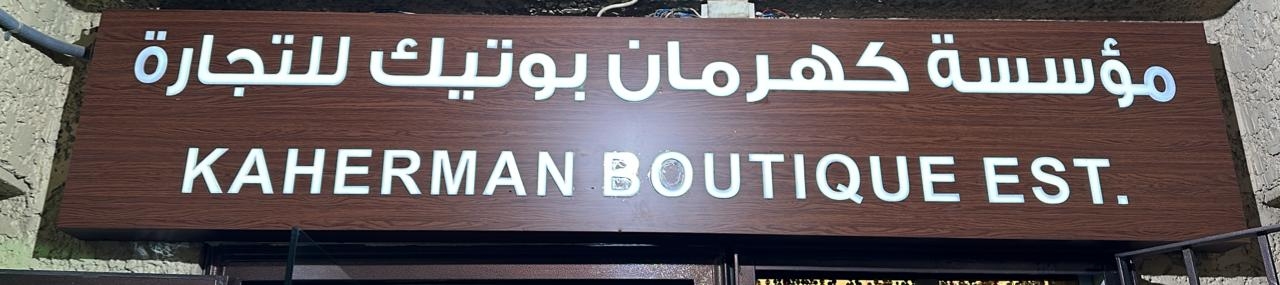 مؤسسة كهرمان بوتيك للتجارة
KAHERMAN BOUTIQUE EST.